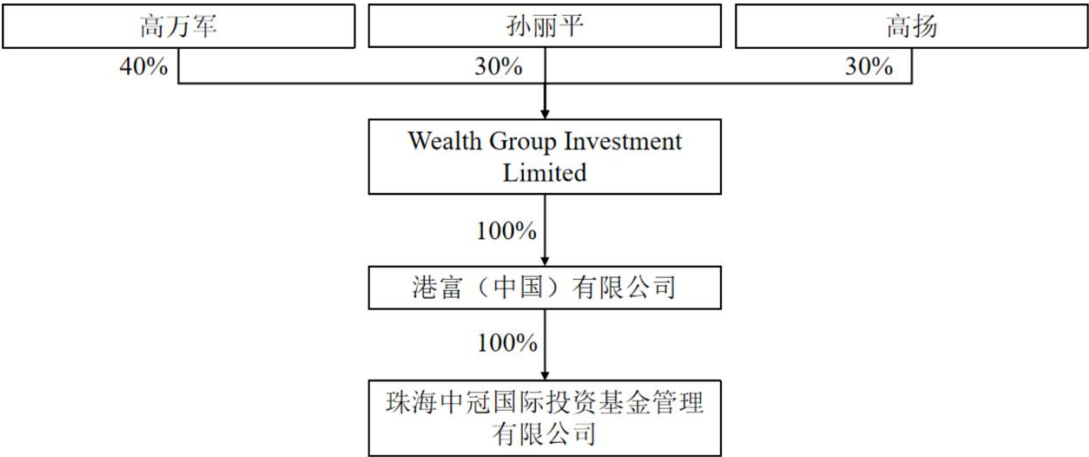 高万军
孙丽平
高扬
40%
30%
30%
Wealth Group Investment
Limited
100%
港富（中国）有限公司
100%
珠海中冠国际投资基金管理
有限公司